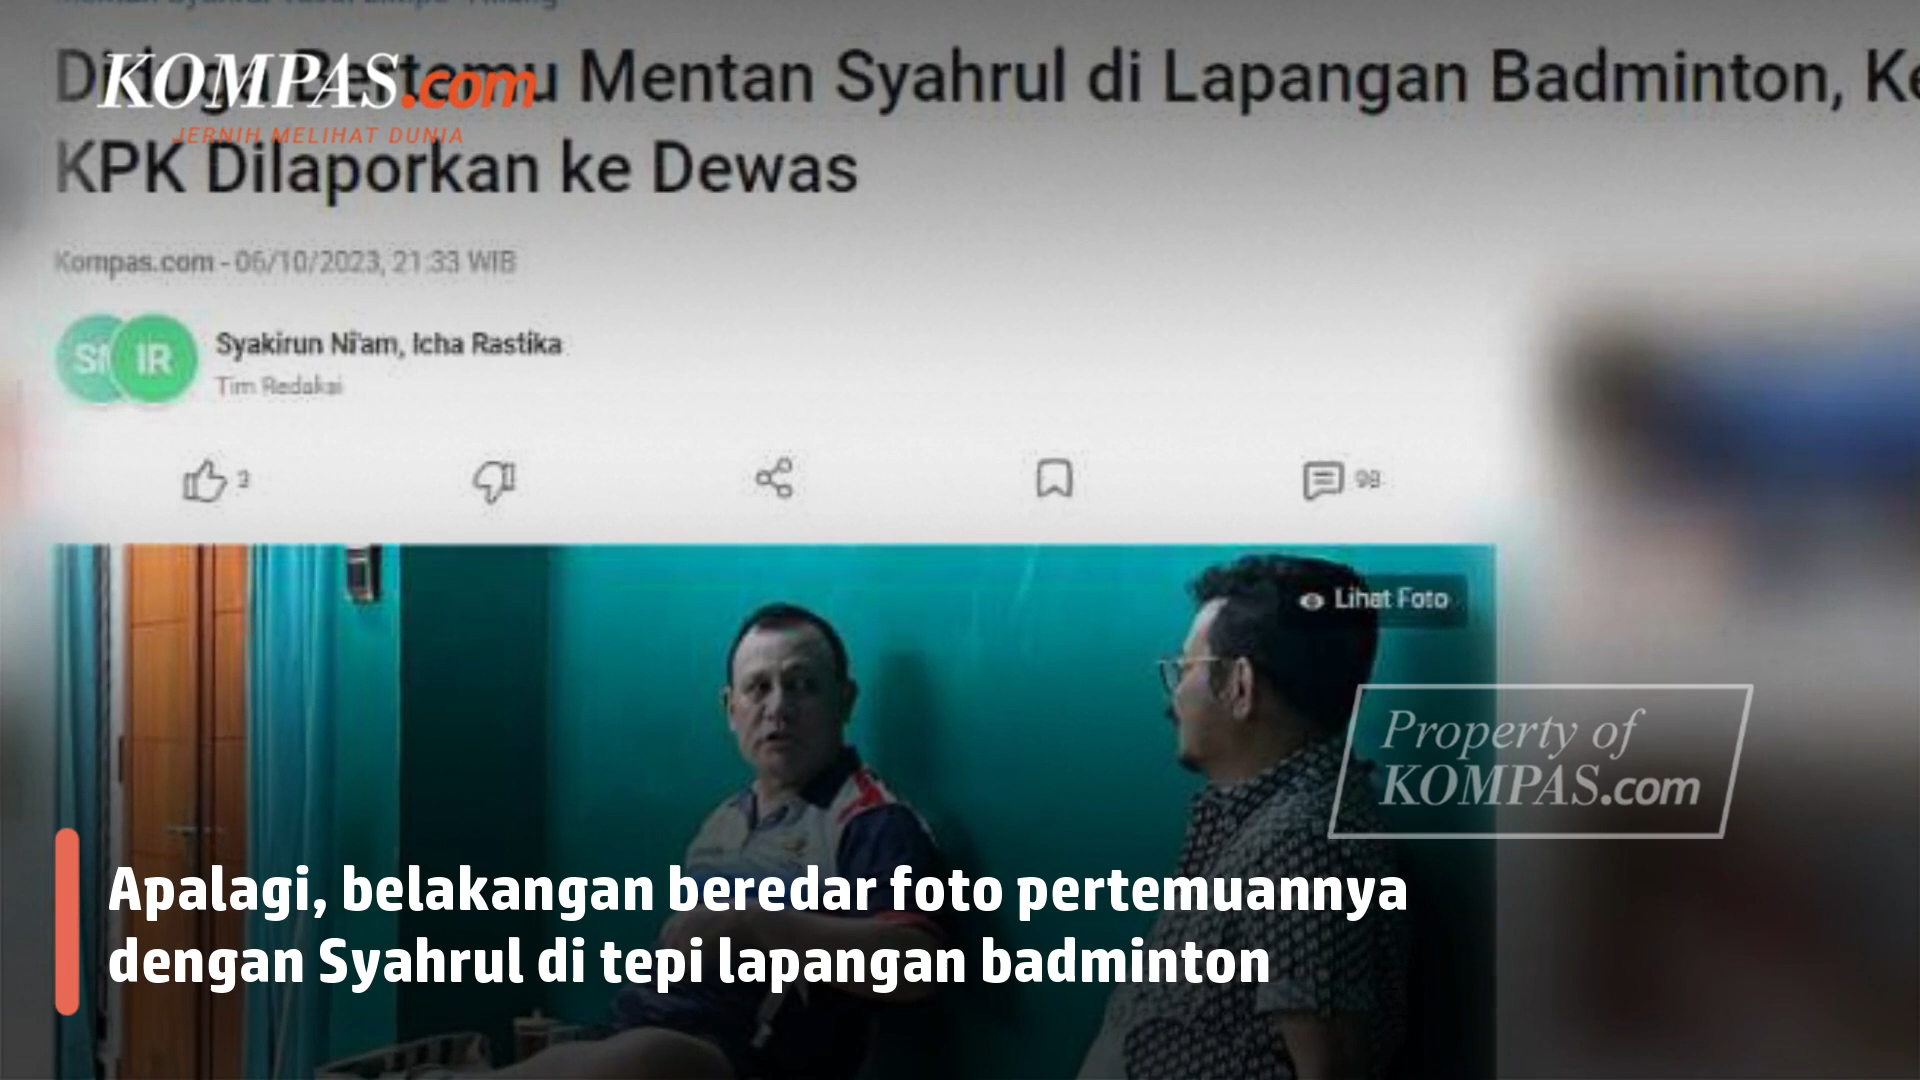 KOMPAS.com
JERNIH MELIHAT DUNIA
Bertemu Mentan Syahrul di Lapangan Badminton, Ke
KPK Dilaporkan ke Dewas
Kompas.com - 06/10/2023, 21:33 WIB
IR
Syakirun Ni'am, Icha Rastika
Tim Redaksi
3
98
Lihat Foto
Property of
KOMPAS.com
Apalagi, belakangan beredar foto pertemuannya
dengan Syahrul di tepi lapangan badminton